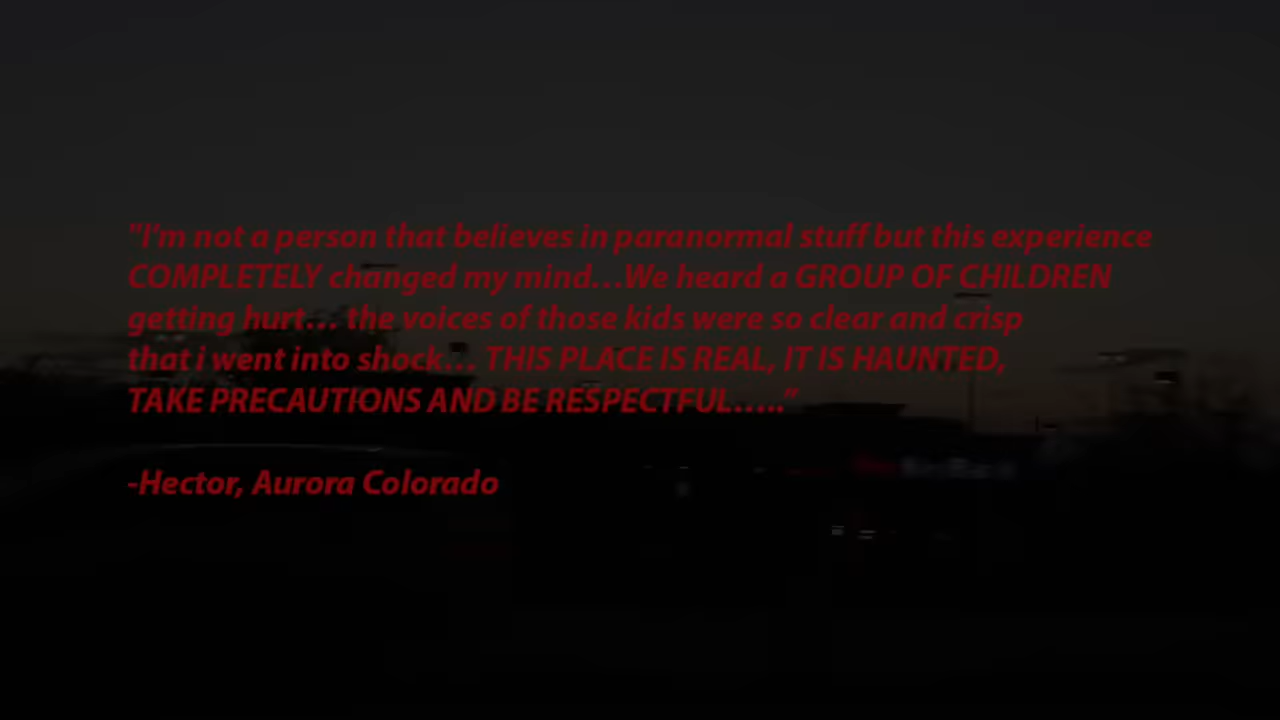 "I'm not a person that believes in paranormal stuff but this experience
COMPLETELY changed my mind...We heard a GROUP OF CHILDREN
getting hurt... the voices of those kids were so clear and crisp
that i went into shock... THIS PLACE IS REAL, IT IS HAUNTED,
TAKE PRECAUTIONS AND BE RESPECTFUL....."
-Hector, Aurora Colorado